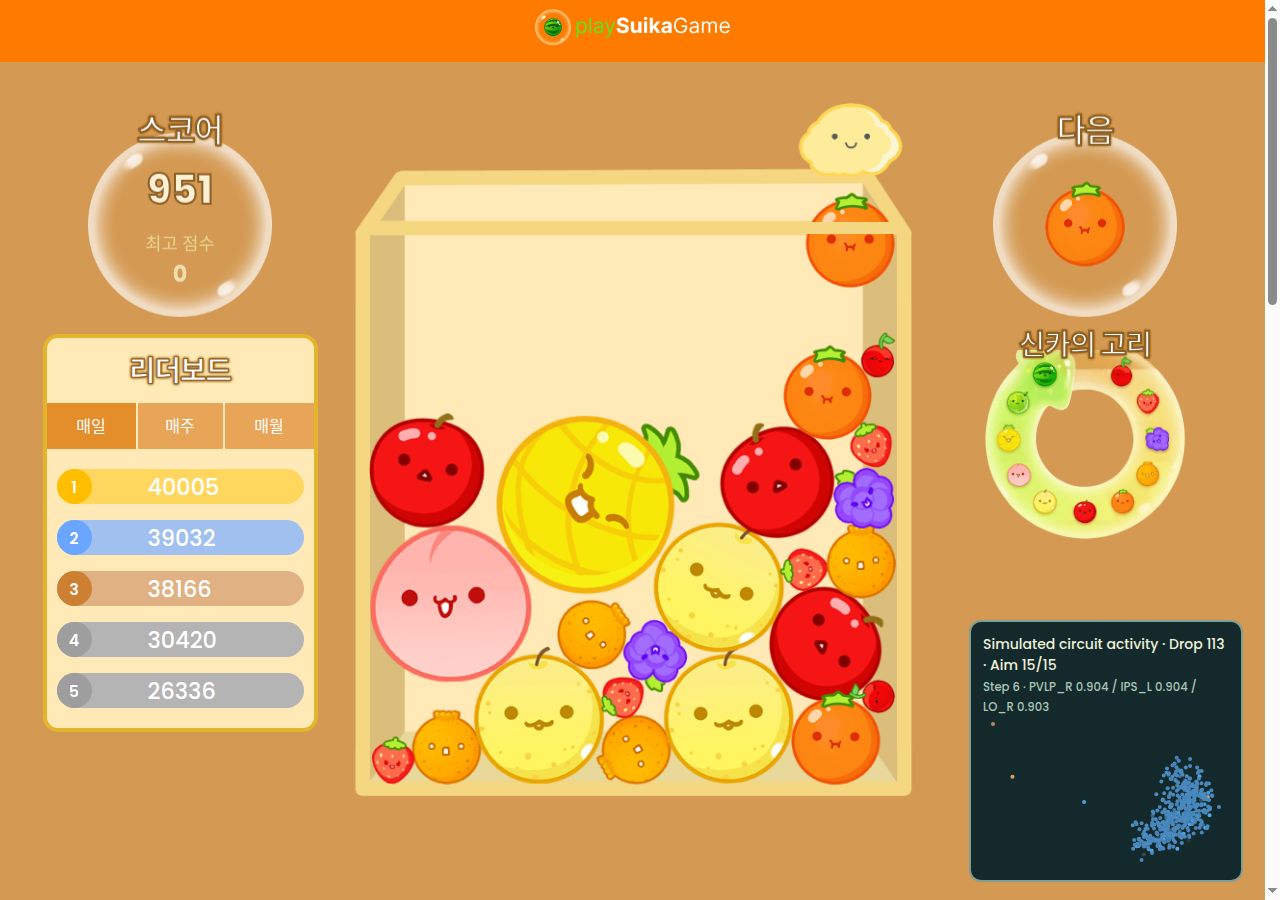 playSuikaGame
스코어
951
최고 점수
0
다음
신카의 고리
리더보드
매일
매주
매월
1 40005
2 39032
3 38166
4 30420
5 26336
Simulated circuit activity · Drop 113
· Aim 15/15
Step 6 · PVLP_R 0.904 / IPS_L 0.904 /
LO_R 0.903